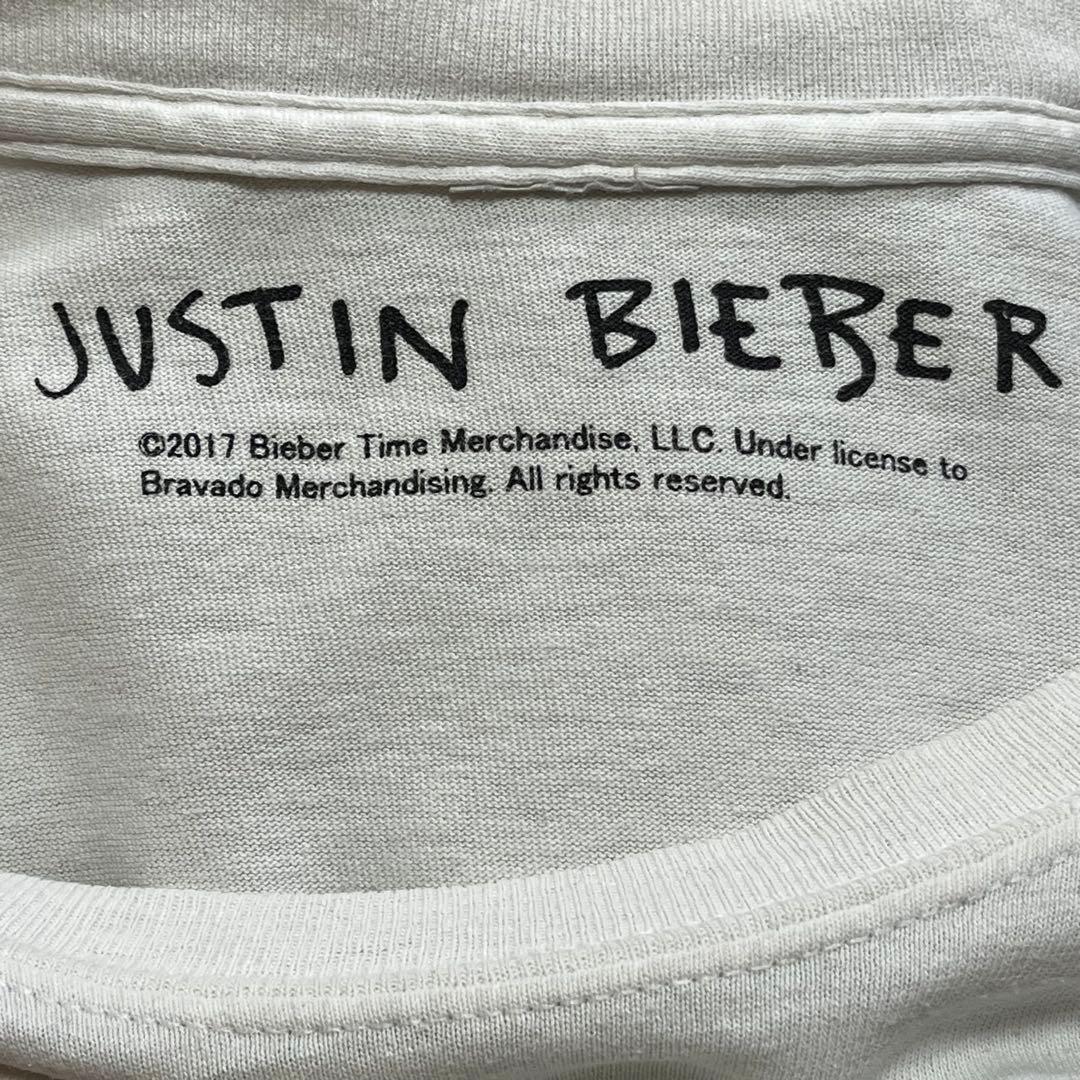 JUSTIN BIEBER
©2017 Bieber Time Merchandise, LLC. Under license to
Bravado Merchandising. All rights reserved.